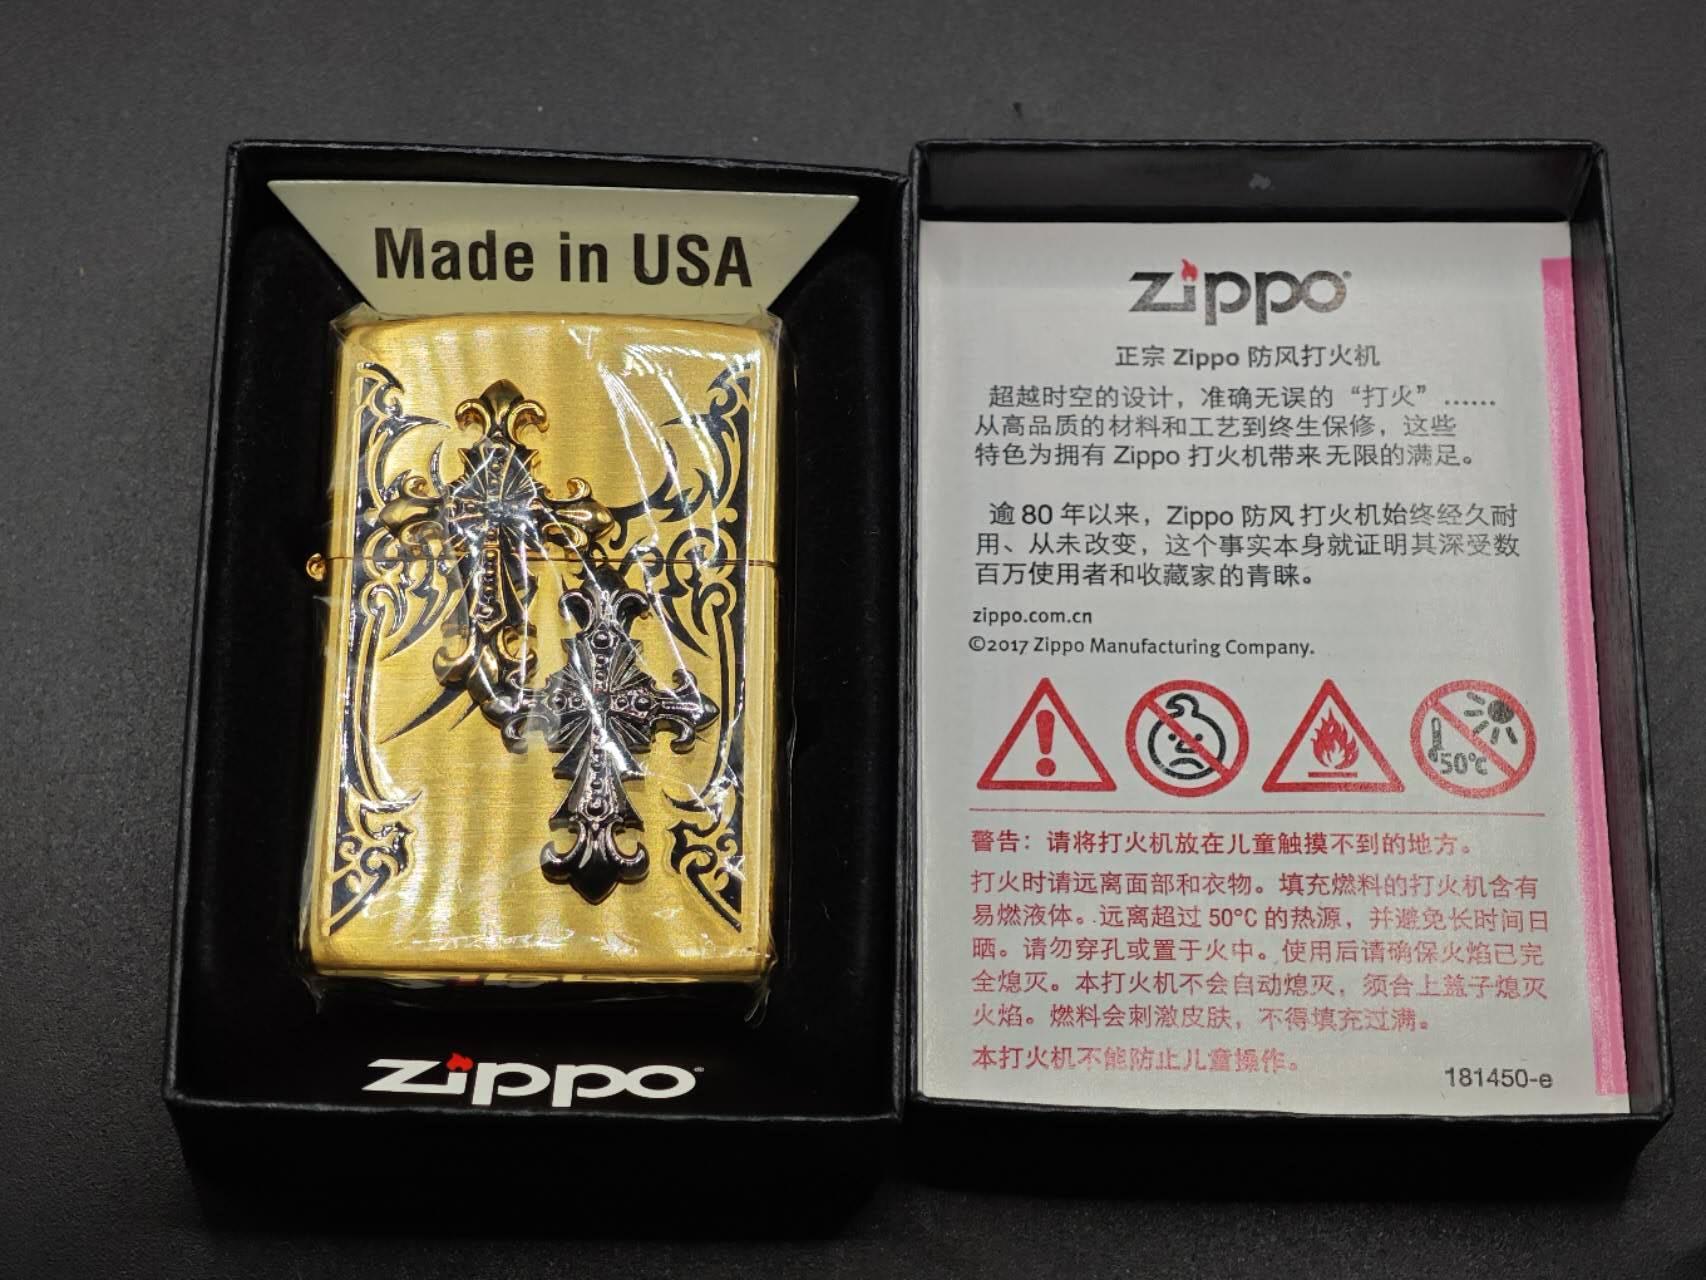 Made in USA
zippo
zippo
正宗 Zippo 防风打火机
超越时空的设计，准确无误的“打火”……
从高品质的材料和工艺到终生保修，这些
特色为拥有 Zippo 打火机带来无限的满足。
逾 80 年以来，Zippo 防风打火机始终经久耐
用、从未改变，这个事实本身就证明其深受数
百万使用者和收藏家的青睐。
zippo.com.cn
©2017 Zippo Manufacturing Company.
50°C
警告：请将打火机放在儿童触摸不到的地方。
打火时请远离面部和衣物。填充燃料的打火机含有
易燃液体。远离超过 50°C 的热源，并避免长时间日
晒。请勿穿孔或置于火中。使用后请确保火焰已完
全熄灭。本打火机不会自动熄灭，须合上盖子熄灭
火焰。燃料会刺激皮肤，不得填充过满。
本打火机不能防止儿童操作。
181450-e